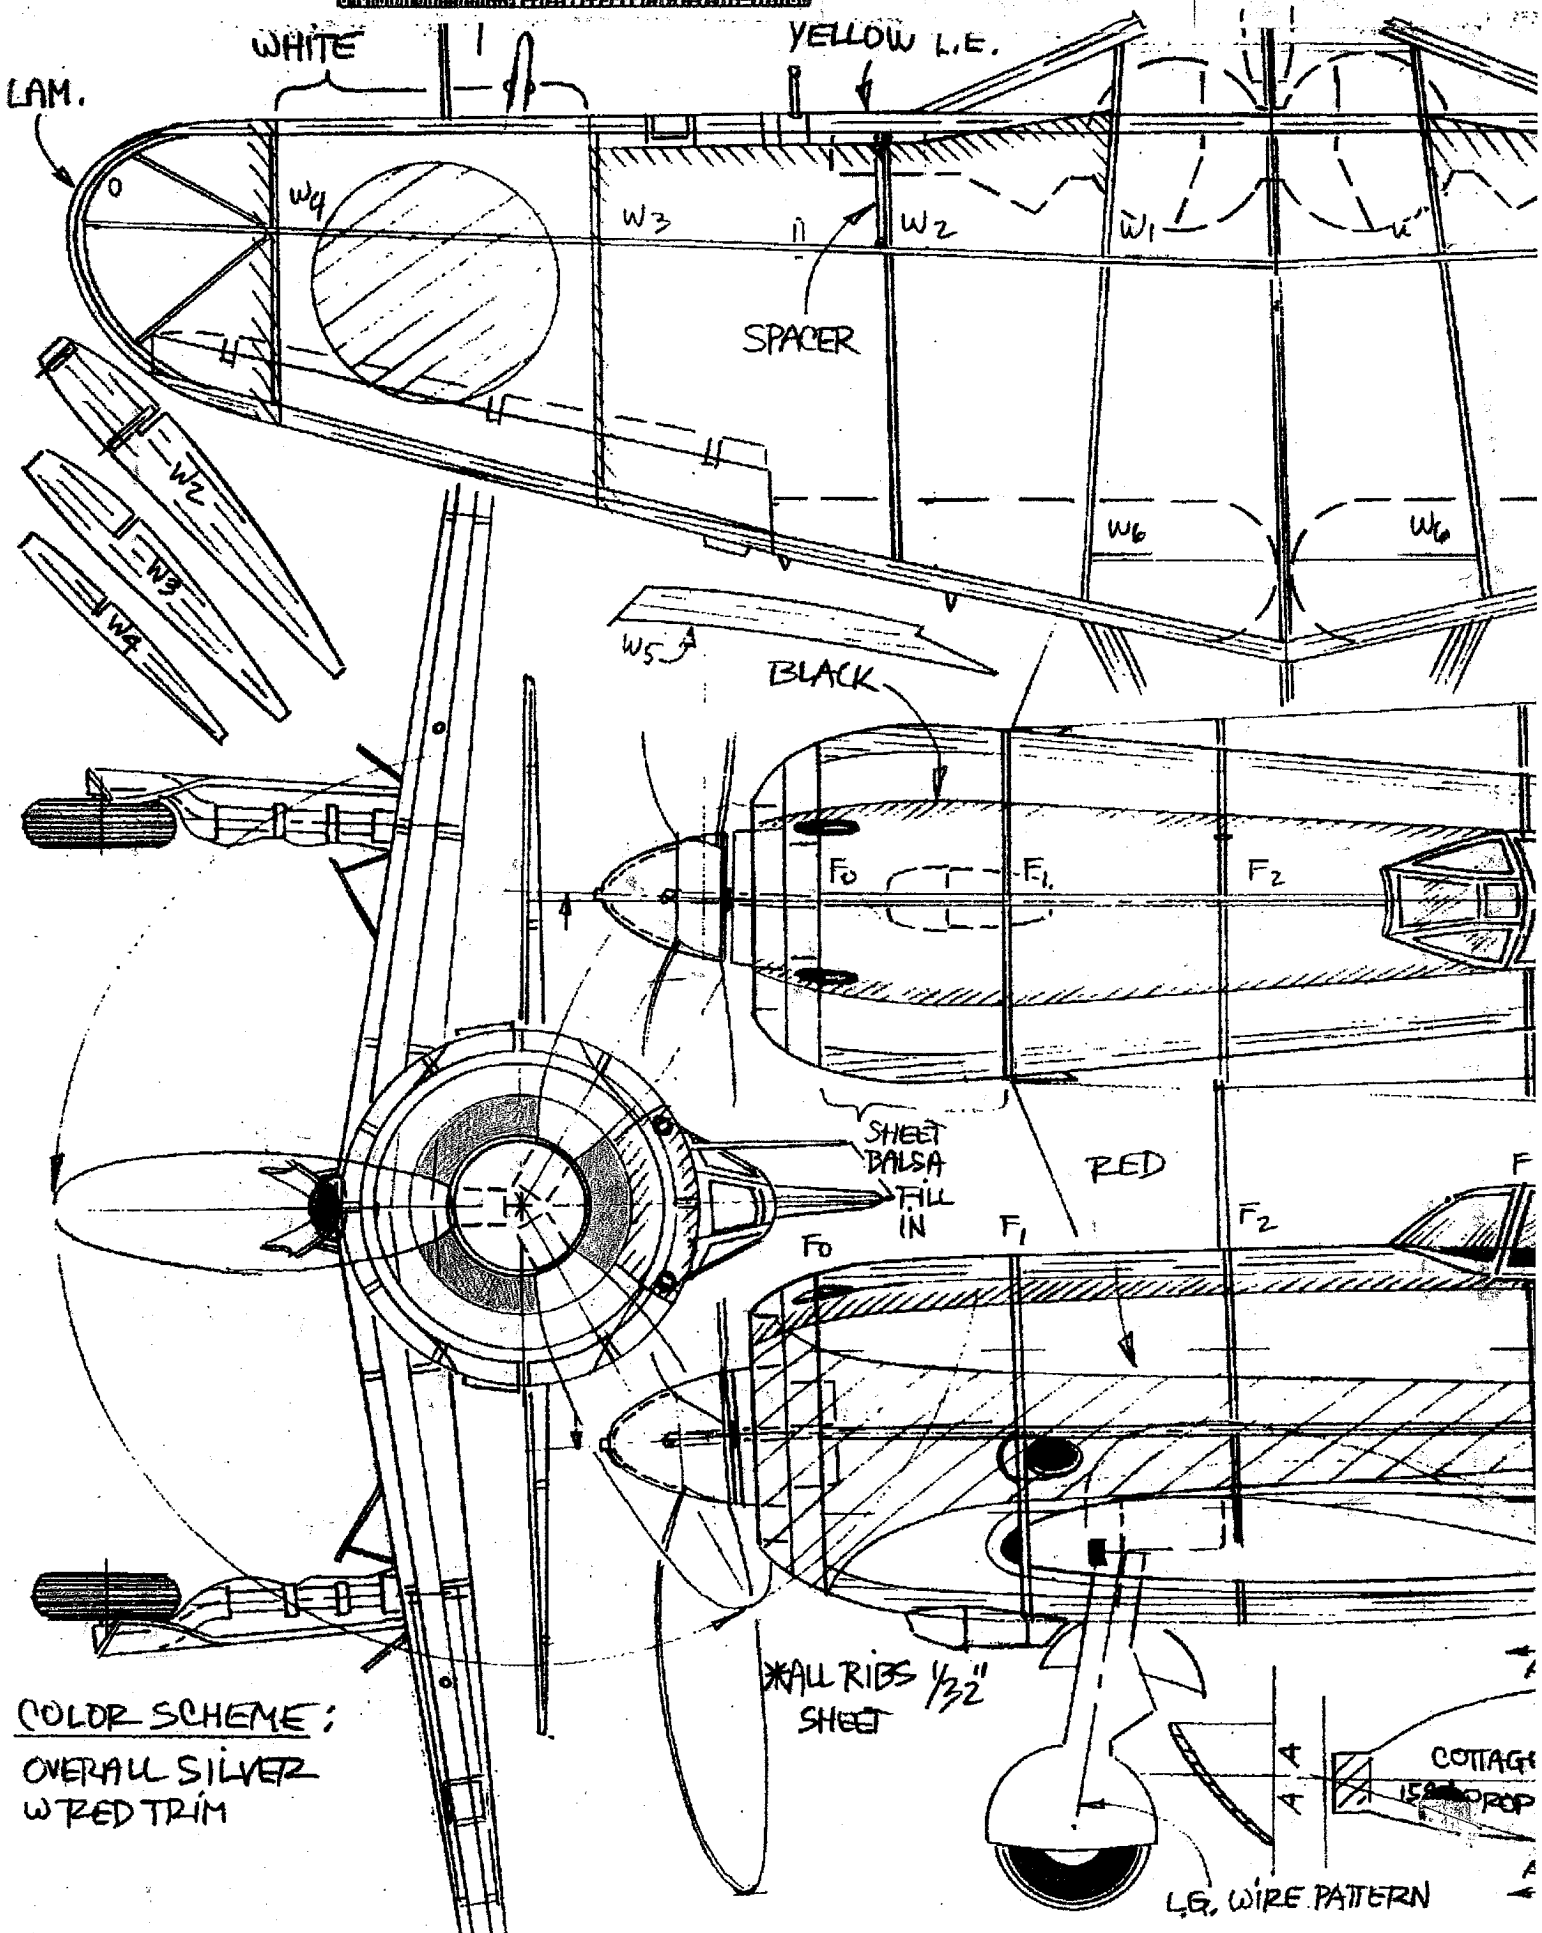 WHITE
YELLOW L.E.
LAM.
W4
W3
W2
W1
SPACER
W2
W3
W4
W6
W6
W5
BLACK
F0
F1.
F2
SHEET
BALSA
FILL
IN
RED
F
F0
F1
F2
*ALL RIBS 1/32"
SHEET
COLOR SCHEME:
OVERALL SILVER
W RED TRIM
A
A
L.G. WIRE PATTERN